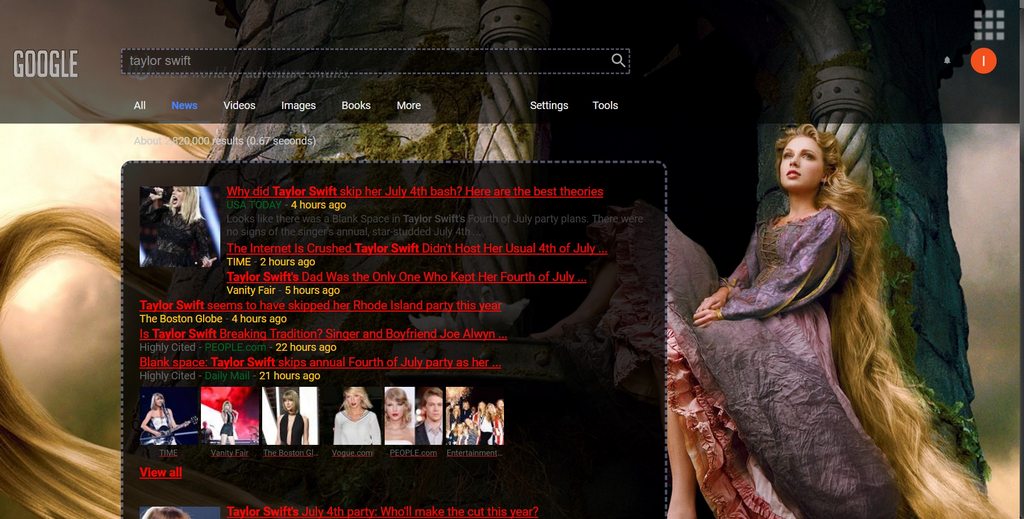 GOOGLE
taylor swift
I
All News Videos Images Books More Settings Tools
About 2,820,000 results (0.67 seconds)
Why did Taylor Swift skip her July 4th bash? Here are the best theories
USA TODAY - 4 hours ago
Looks like there was a Blank Space in Taylor Swift's Fourth of July party plans. There were
no signs of the singer's annual, star-studded July 4th ...
The Internet Is Crushed Taylor Swift Didn't Host Her Usual 4th of July ...
TIME - 2 hours ago
Taylor Swift's Dad Was the Only One Who Kept Her Fourth of July ...
Vanity Fair - 5 hours ago
Taylor Swift seems to have skipped her Rhode Island party this year
The Boston Globe - 4 hours ago
Is Taylor Swift Breaking Tradition? Singer and Boyfriend Joe Alwyn ...
Highly Cited - PEOPLE.com - 22 hours ago
Blank space: Taylor Swift skips annual Fourth of July party as her ...
Highly Cited - Daily Mail - 21 hours ago
TIME Vanity Fair The Boston Gl... Vogue.com PEOPLE.com Entertainment...
View all
Taylor Swift's July 4th party: Who'll make the cut this year?